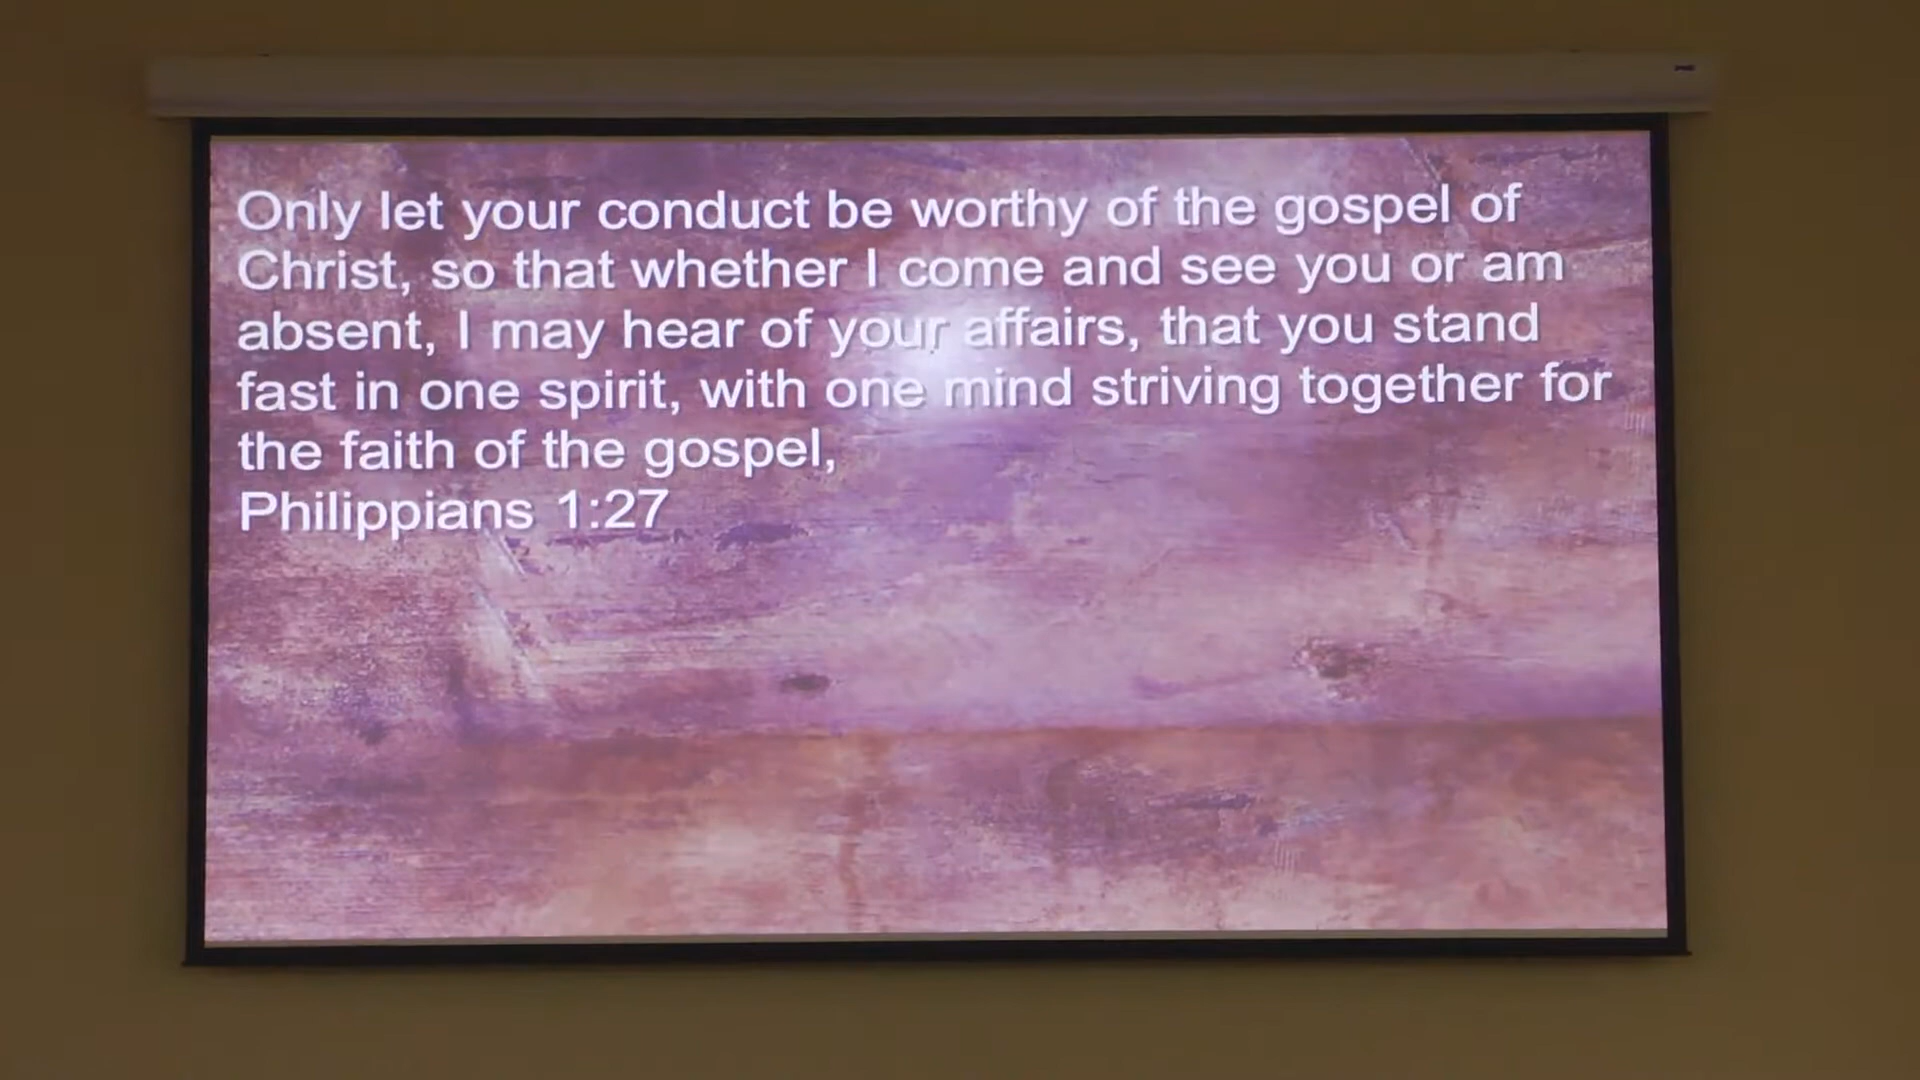 Only let your conduct be worthy of the gospel of
Christ, so that whether I come and see you or am
absent, I may hear of your affairs, that you stand
fast in one spirit, with one mind striving together for
the faith of the gospel,
Philippians 1:27